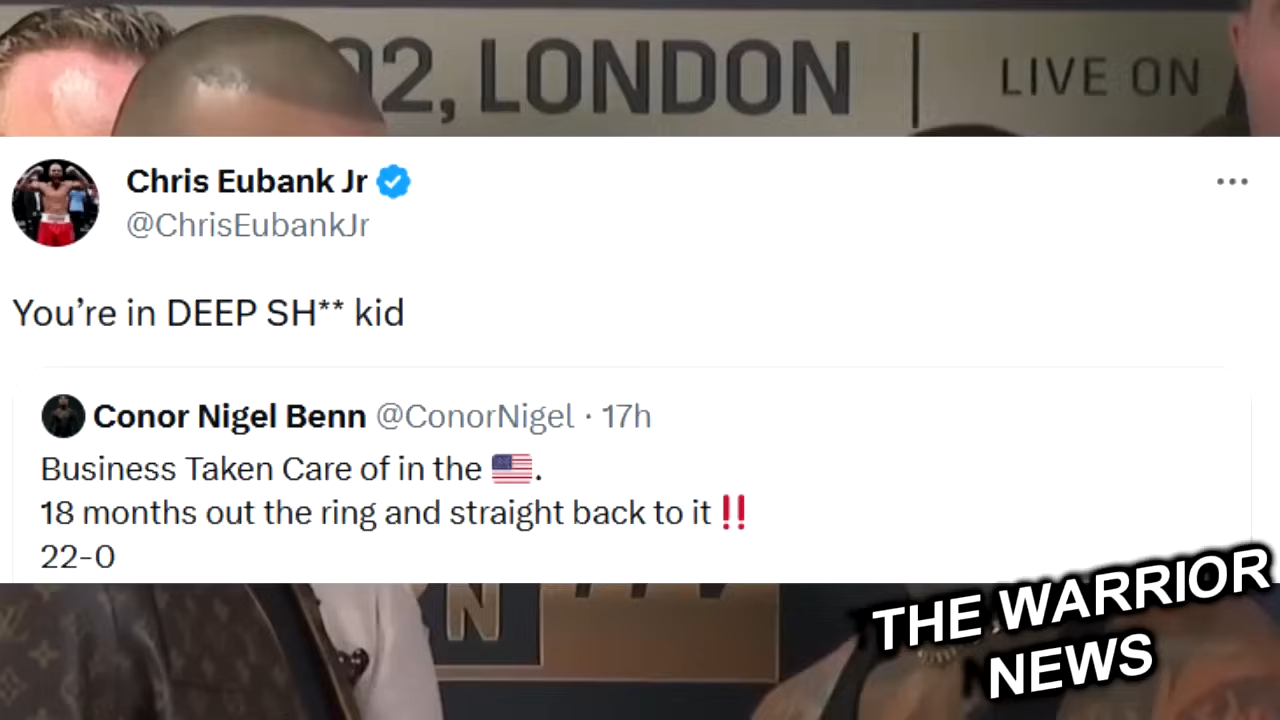 02, LONDON | LIVE ON
Chris Eubank Jr
@ChrisEubankJr
You’re in DEEP SH** kid
Conor Nigel Benn @ConorNigel · 17h
Business Taken Care of in the 🇺🇸.
18 months out the ring and straight back to it‼️
22-0
THE WARRIOR
NEWS